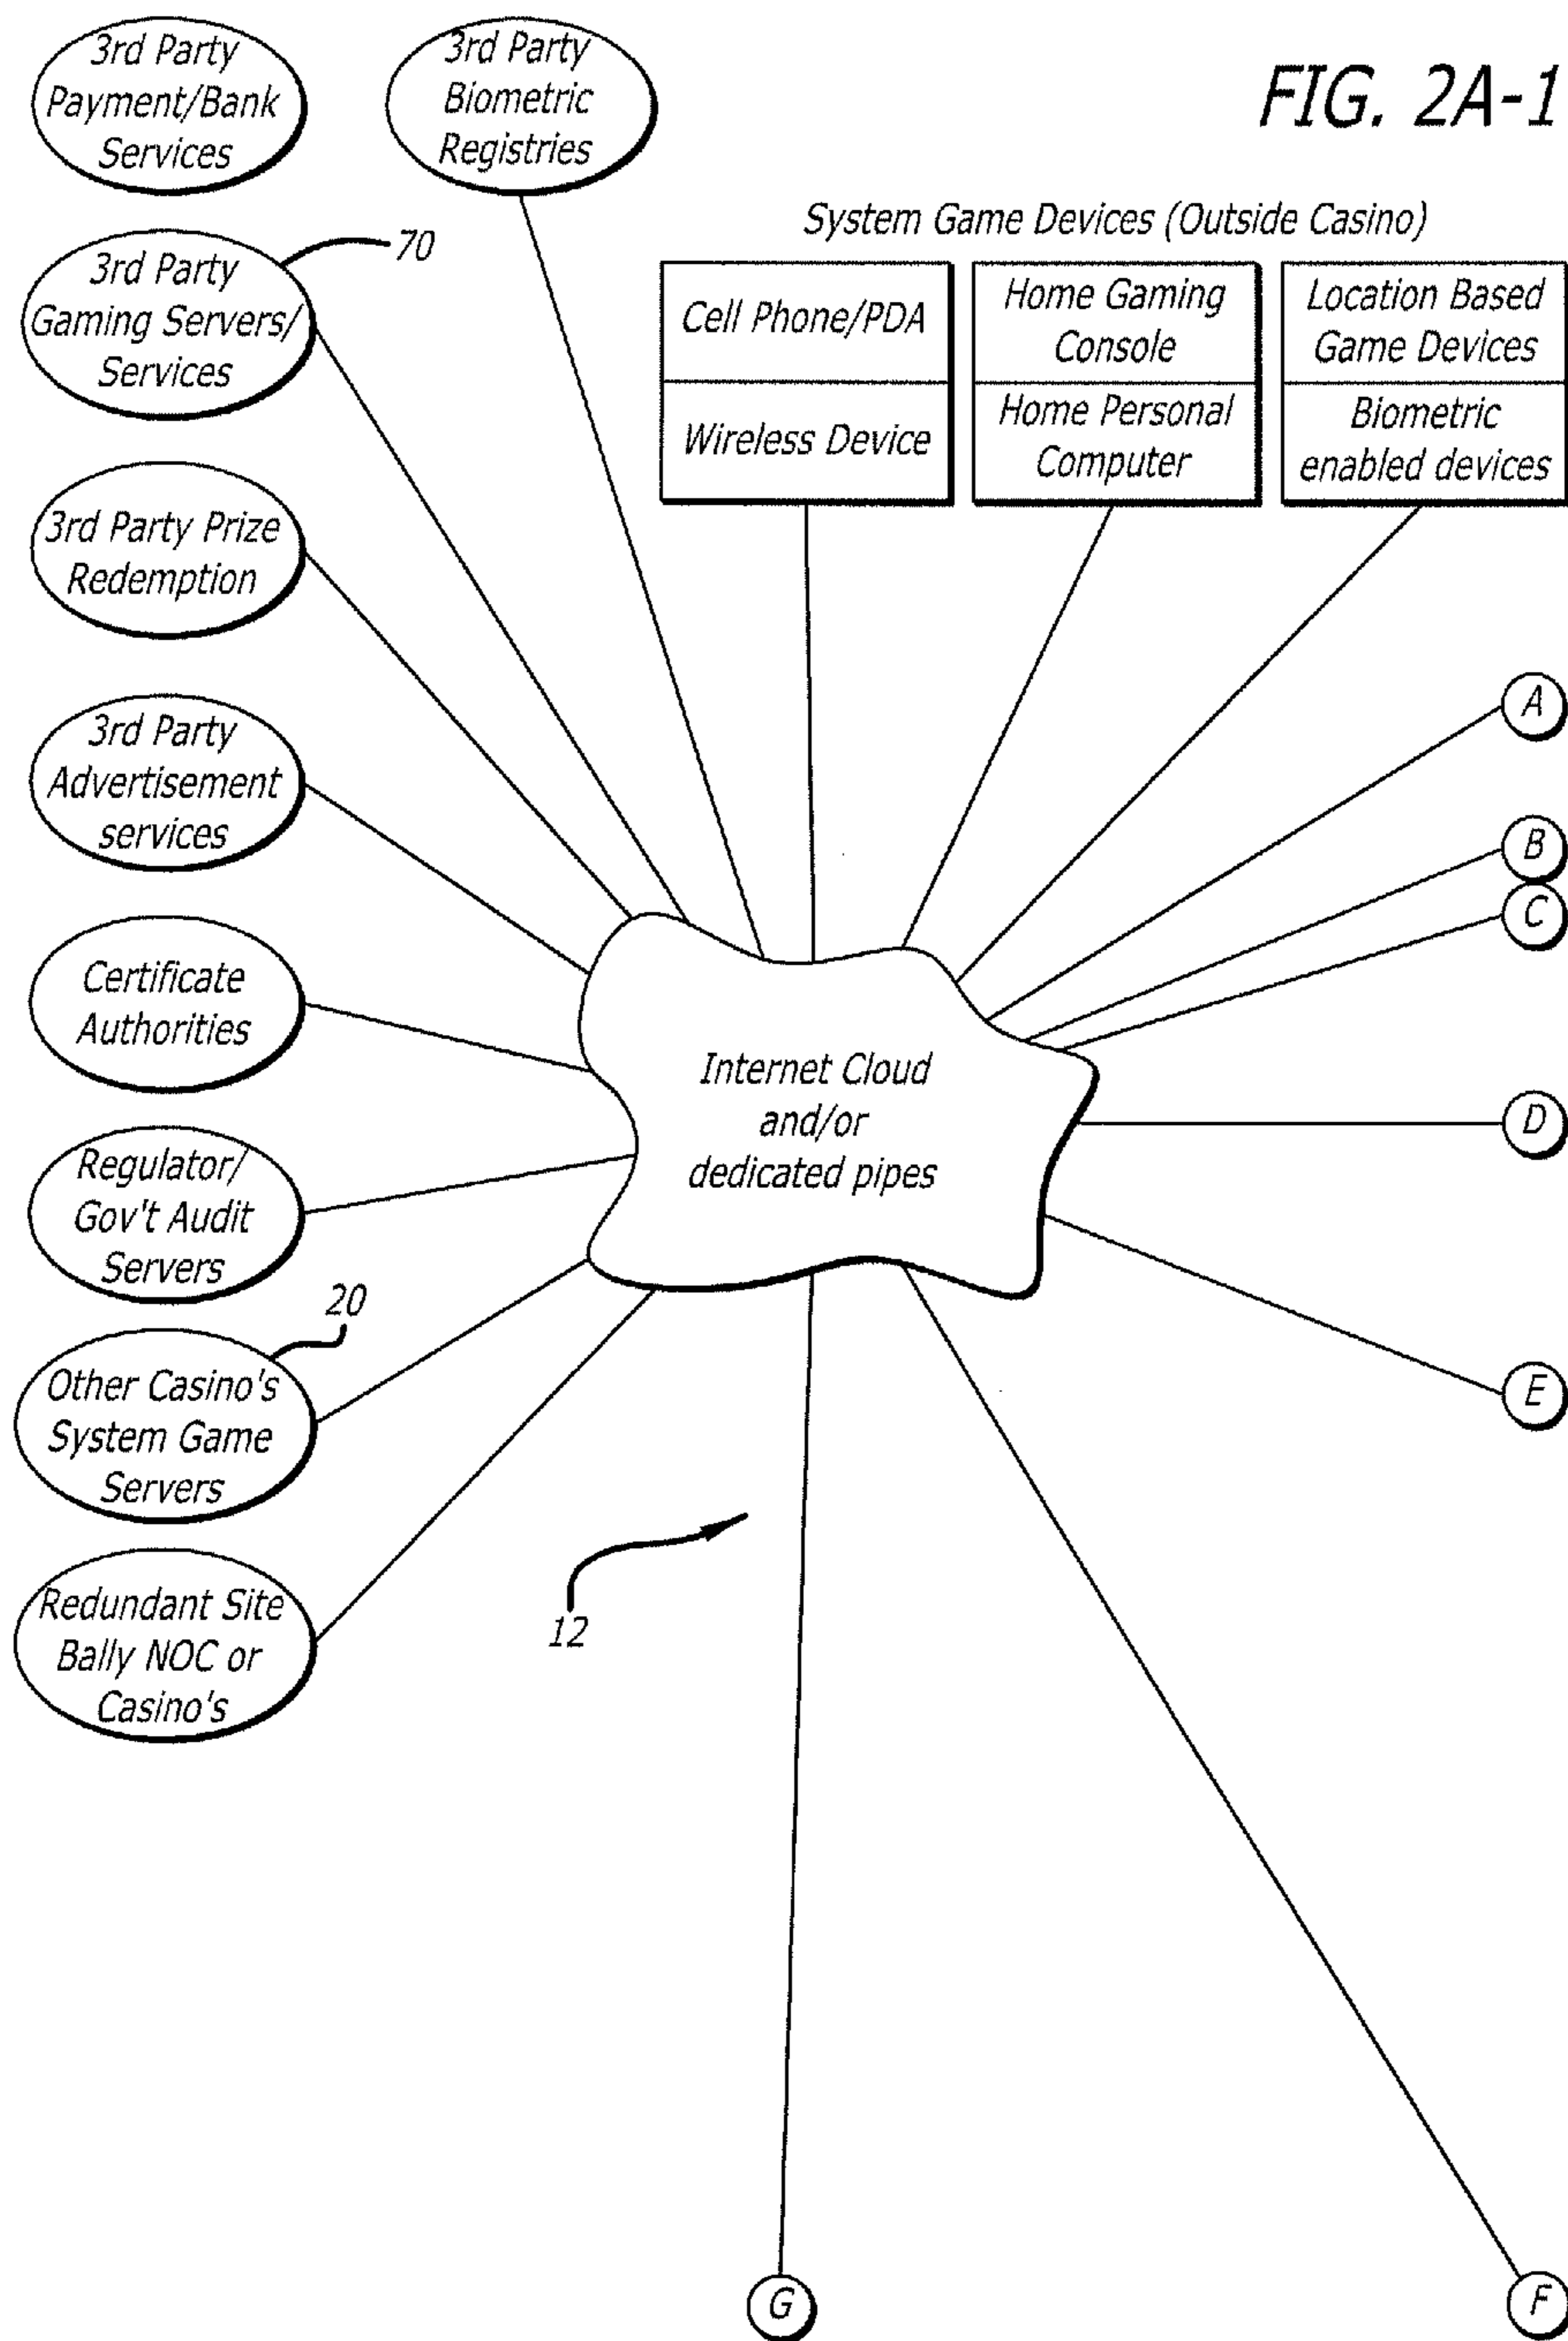 FIG. 2A-1
3rd Party
Payment/Bank
Services
3rd Party
Biometric
Registries
System Game Devices (Outside Casino)
70
3rd Party
Gaming Servers/
Services
Cell Phone/PDA
Wireless Device
Home Gaming
Console
Home Personal
Computer
Location Based
Game Devices
Biometric
enabled devices
3rd Party Prize
Redemption
3rd Party
Advertisement
services
A
B
C
Certificate
Authorities
Internet Cloud
and/or
dedicated pipes
D
Regulator/
Gov't Audit
Servers
20
Other Casino's
System Game
Servers
E
12
Redundant Site
Bally NOC or
Casino's
G
F